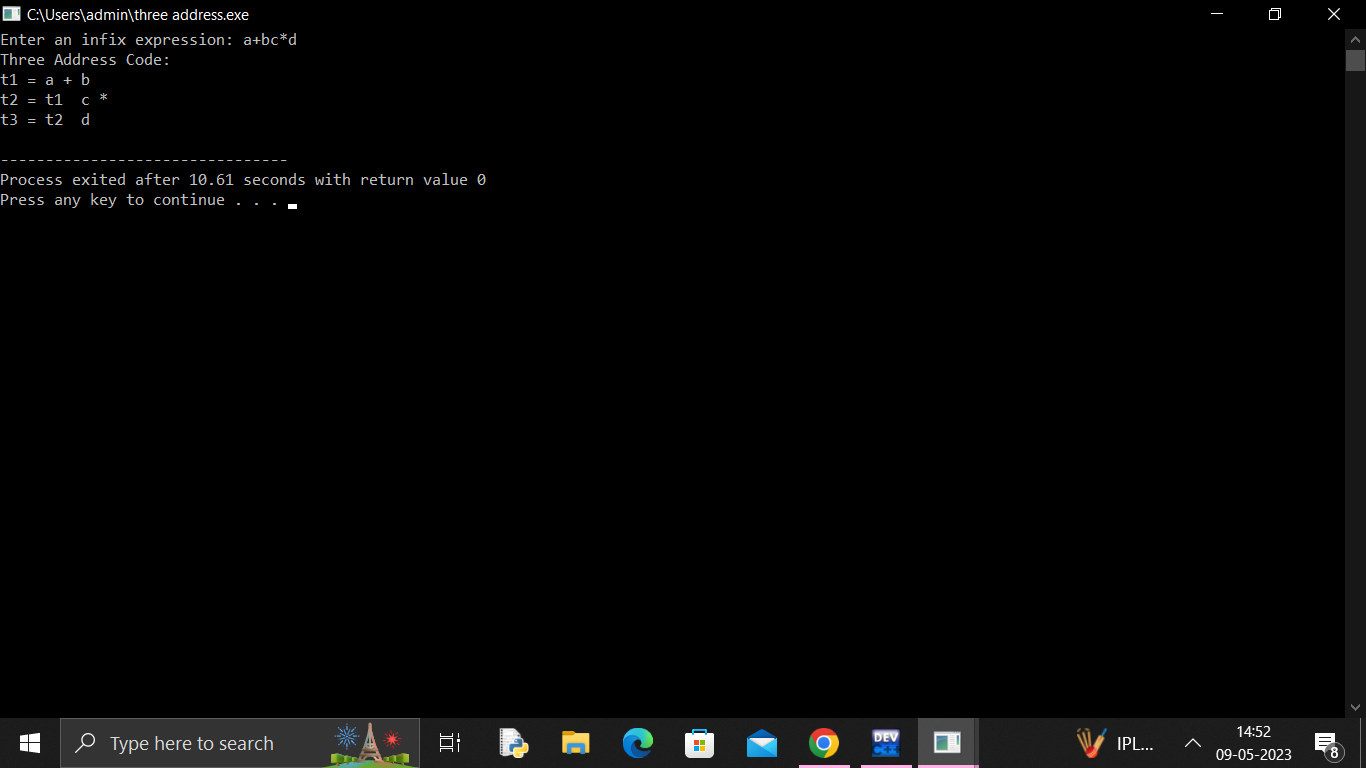 C:\Users\admin\three address.exe
Enter an infix expression: a+bc*d
Three Address Code:
t1 = a + b
t2 = t1  c *
t3 = t2  d
--------------------------------
Process exited after 10.61 seconds with return value 0
Press any key to continue . . .
Type here to search
DEV
C++
IPL...
14:52
09-05-2023
8